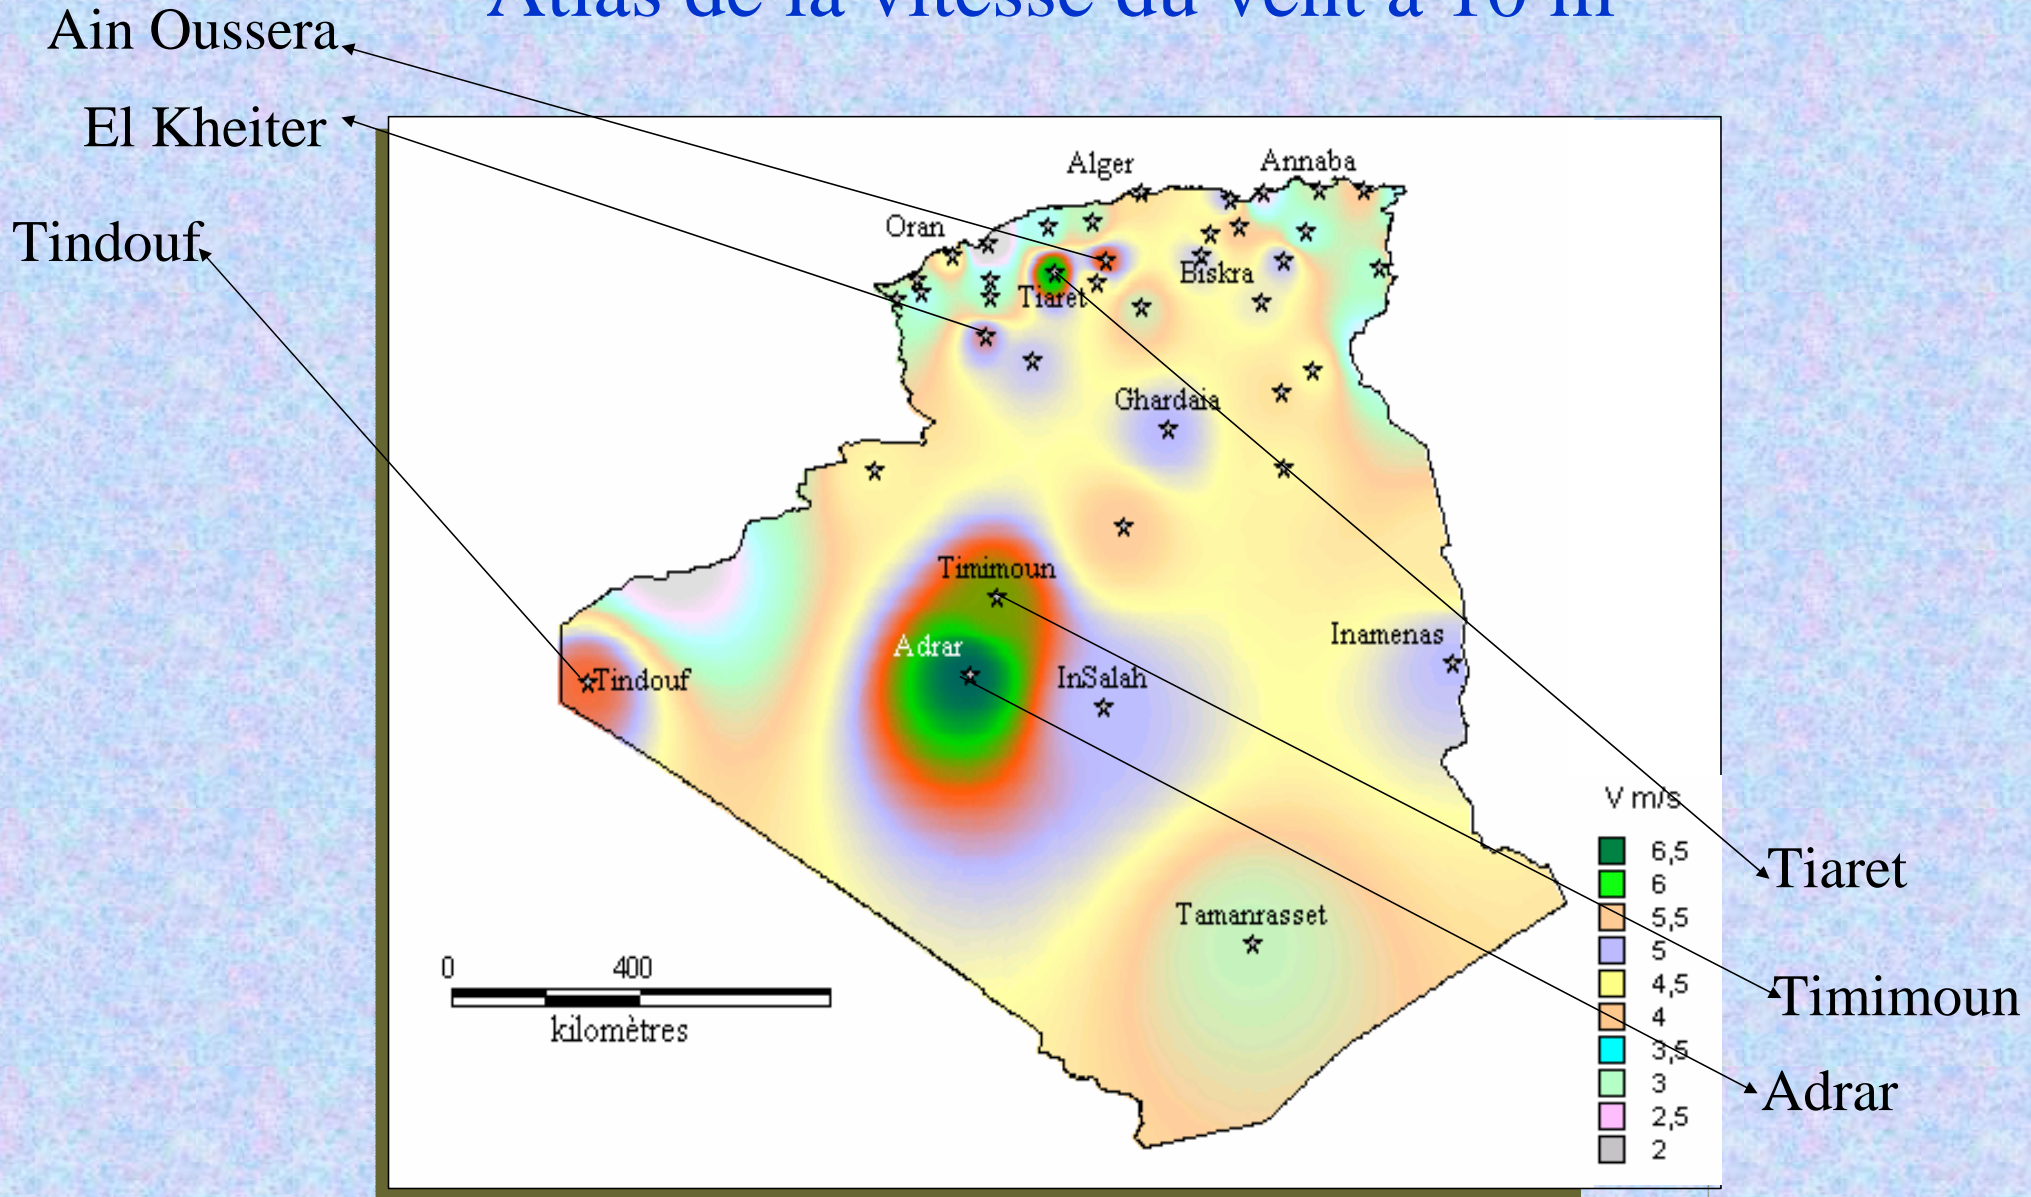 Atlas de la vitesse du vent à 10 m
Ain Oussera
El Kheiter
Tindouf
Alger
Annaba
Oran
Biskra
Tiaret
Ghardaia
Timimoun
Adrar
InSalah
Inamenas
Tindouf
Tamanrasset
0 400
kilomètres
V m/s
6,5
6
5,5
5
4,5
4
3,5
3
2,5
2
Tiaret
Timimoun
Adrar